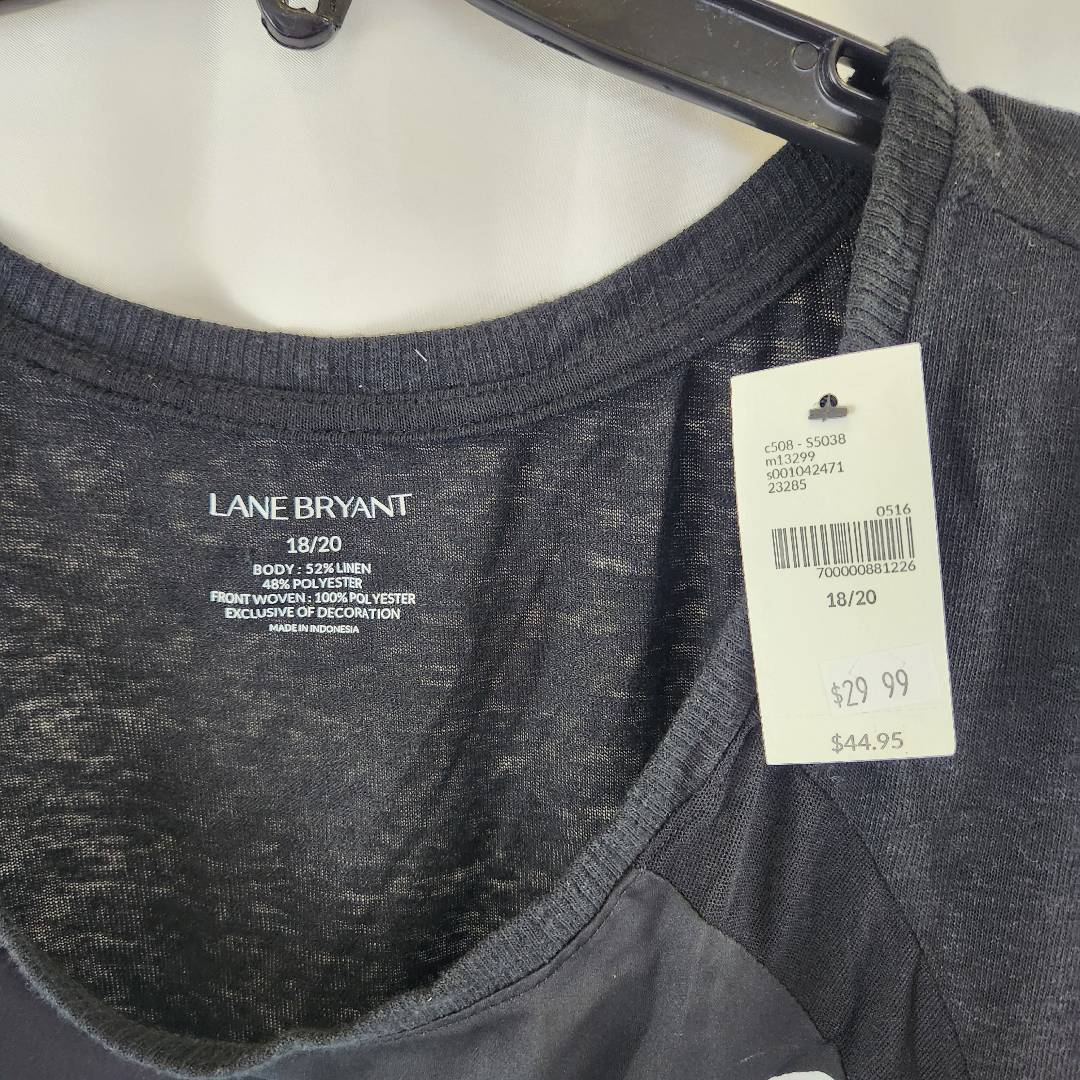 LANE BRYANT
18/20
BODY : 52% LINEN
48% POLYESTER
FRONT WOVEN : 100% POLYESTER
EXCLUSIVE OF DECORATION
MADE IN INDONESIA
c508 - S5038
m13299
s001042471
23285
0516
700000881226
18/20
$29 99
$44.95